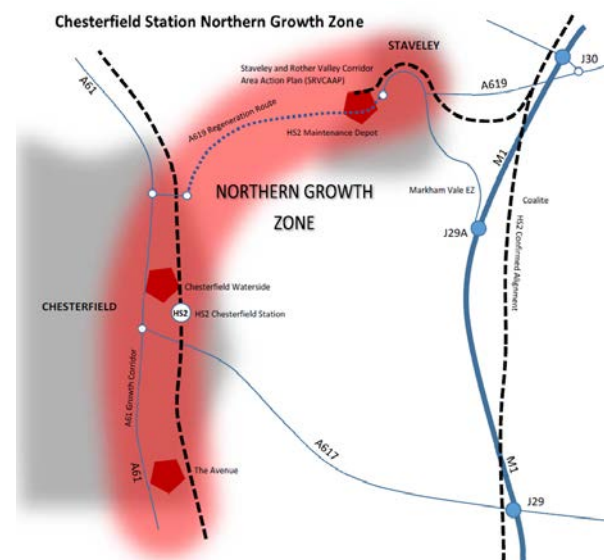 Chesterfield Station Northern Growth Zone
A61
STAVELEY
J30
Staveley and Rother Valley Corridor
Area Action Plan (SRVCAAP)
A619
A619 Regeneration Route
HS2 Maintenance Depot
M1
NORTHERN GROWTH
ZONE
Markham Vale EZ
Coalite
J29A
HS2 Confirmed Alignment
CHESTERFIELD
Chesterfield Waterside
HS2
HS2 Chesterfield Station
A61 Growth Corridor
A617
A61
The Avenue
M1
J29